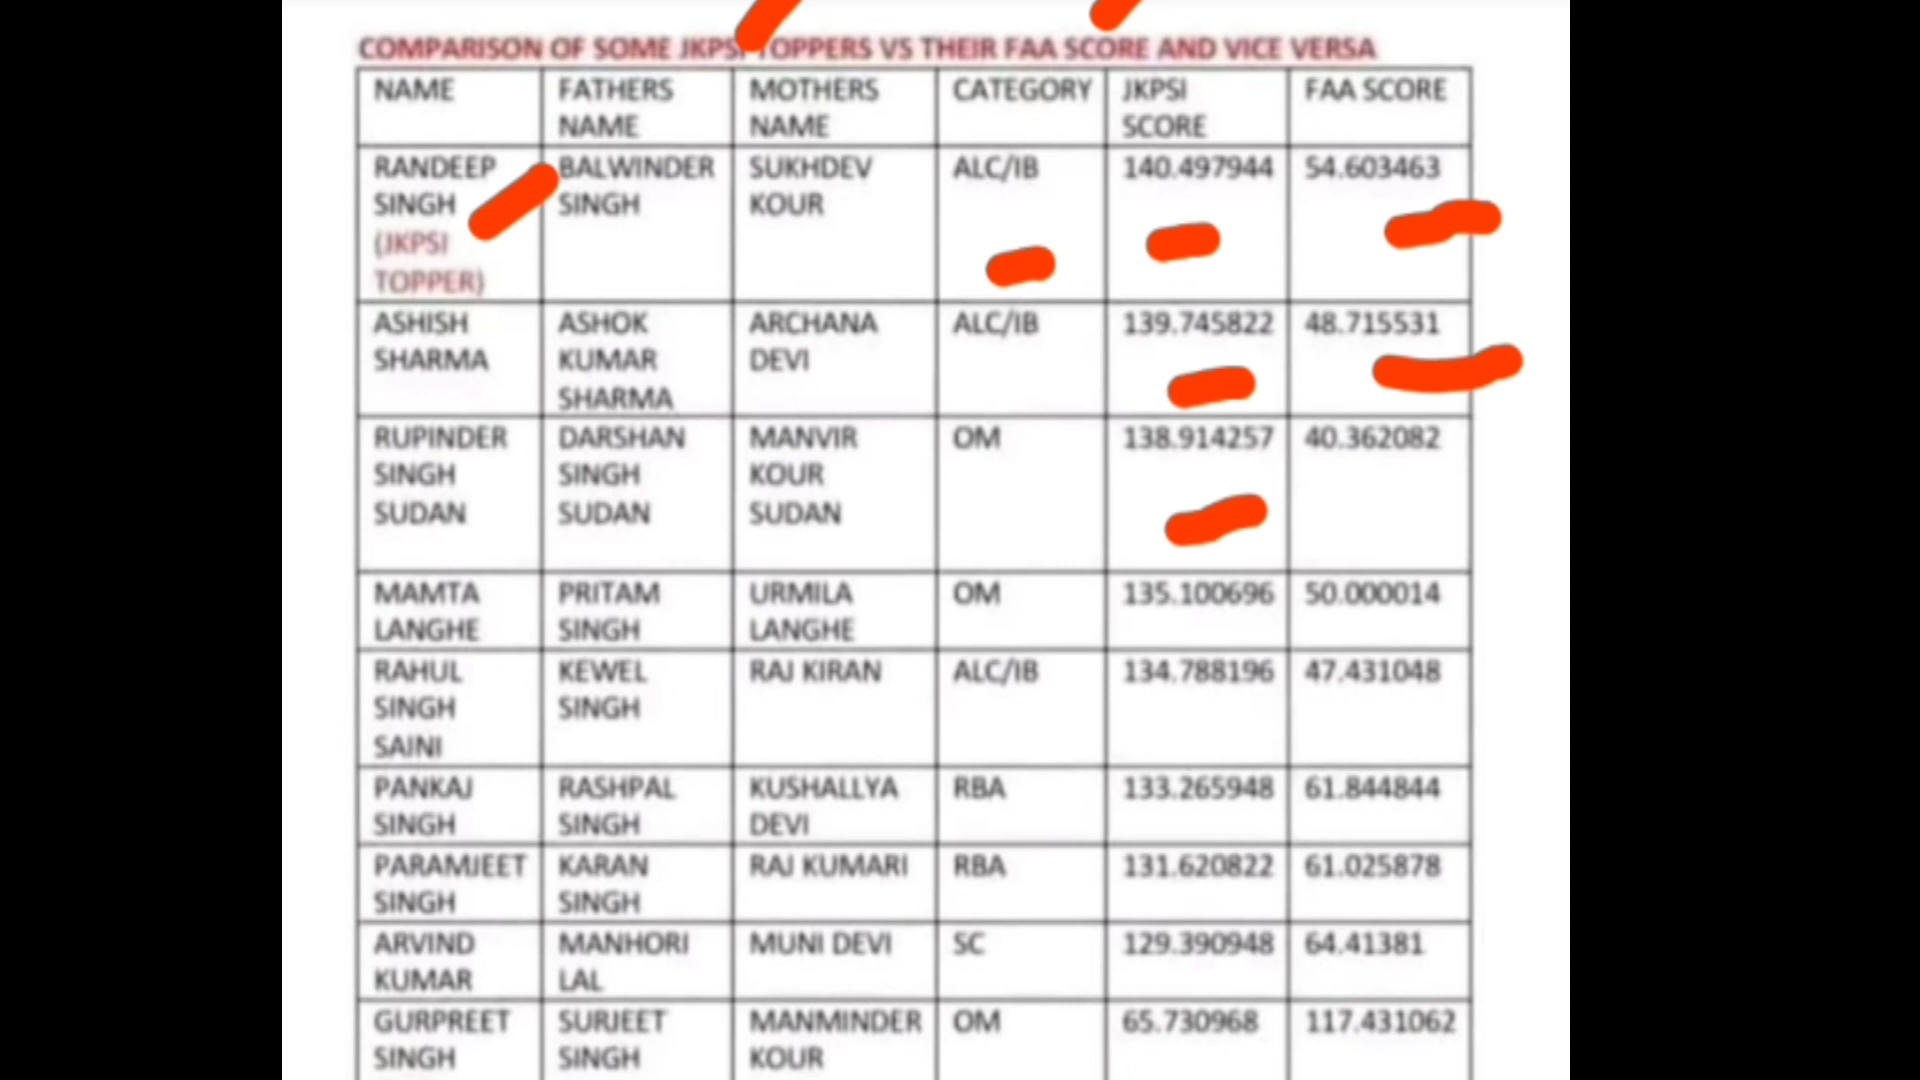 COMPARISON OF SOME JKPSI TOPPERS VS THEIR FAA SCORE AND VICE VERSA
NAME FATHERS NAME MOTHERS NAME CATEGORY JKPSI SCORE FAA SCORE
RANDEEP SINGH (JKPSI TOPPER) BALWINDER SINGH SUKHDEV KOUR ALC/IB 140.497944 54.603463
ASHISH SHARMA ASHOK KUMAR SHARMA ARCHANA DEVI ALC/IB 139.745822 48.715531
RUPINDER SINGH SUDAN DARSHAN SINGH SUDAN MANVIR KOUR SUDAN OM 138.914257 40.362082
MAMTA LANGHE PRITAM SINGH URMILA LANGHE OM 135.100696 50.000014
RAHUL SINGH SAINI KEWEL SINGH RAJ KIRAN ALC/IB 134.788196 47.431048
PANKAJ SINGH RASHPAL SINGH KUSHALLYA DEVI RBA 133.265948 61.844844
PARAMJEET SINGH KARAN SINGH RAJ KUMARI RBA 131.620822 61.025878
ARVIND KUMAR MANHORI LAL MUNI DEVI SC 129.390948 64.41381
GURPREET SINGH SURJEET SINGH MANMINDER KOUR OM 65.730968 117.431062